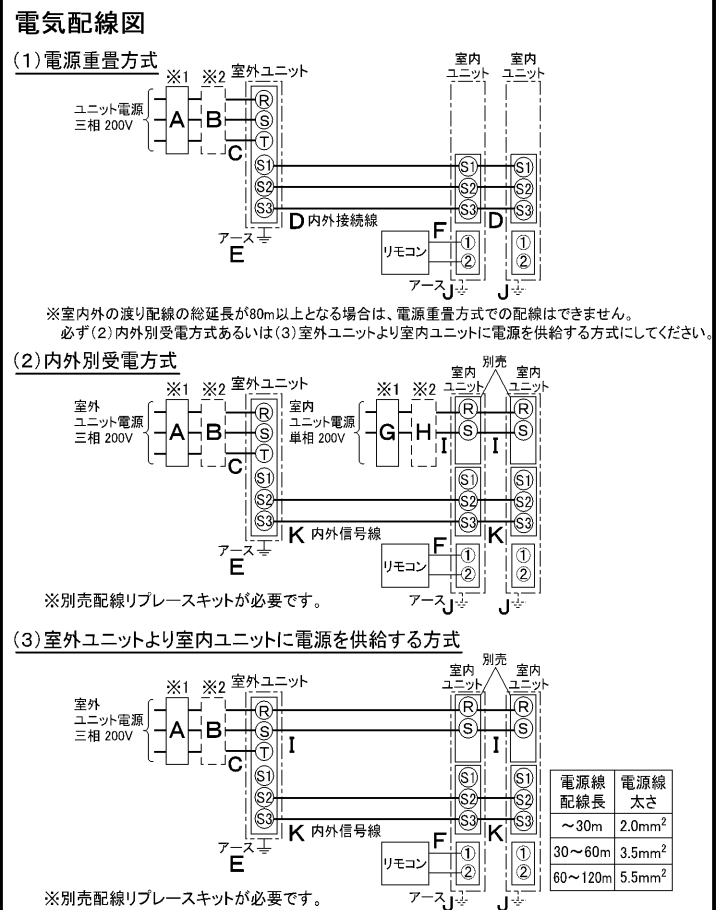 電気配線図
(1)電源重畳方式
※1 ※2 室外ユニット
室内
ユニット
室内
ユニット
ユニット電源
三相 200V
A B C
R
S
T
S1
S2
S3
S1
S2
S3
S1
S2
S3
D 内外接続線
D
アース
E
F
リモコン
①
②
①
②
アース J
J
※室内外の渡り配線の総延長が80m以上となる場合は、電源重畳方式での配線はできません。
必ず(2)内外別受電方式あるいは(3)室外ユニットより室内ユニットに電源を供給する方式にしてください。
(2)内外別受電方式
※1 ※2 室外ユニット
室外
ユニット電源
三相 200V
A B C
R
S
T
S1
S2
S3
室内
ユニット電源
単相 200V
※1 ※2
G H I
別売
室内
ユニット
室内
ユニット
R
S
S1
S2
S3
I
R
S
S1
S2
S3
K 内外信号線
K
アース
E
F
リモコン
①
②
①
②
アース J
J
※別売配線リプレースキットが必要です。
(3)室外ユニットより室内ユニットに電源を供給する方式
※1 ※2 室外ユニット
室外
ユニット電源
三相 200V
A B C
R
S
T
S1
S2
S3
I
別売
室内
ユニット
室内
ユニット
R
S
S1
S2
S3
I
R
S
S1
S2
S3
K 内外信号線
K
アース
E
F
リモコン
①
②
①
②
アース J
J
※別売配線リプレースキットが必要です。
電源線
配線長
電源線
太さ
～30m 2.0mm²
30～60m 3.5mm²
60～120m 5.5mm²